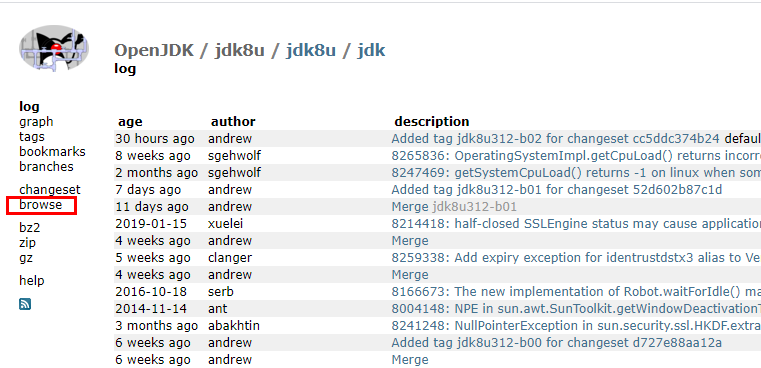 OpenJDK / jdk8u / jdk8u / jdk
log
log
graph
tags
bookmarks
branches
changeset
browse
bz2
zip
gz
help
age author description
30 hours ago andrew Added tag jdk8u312-b02 for changeset cc5ddc374b24 default
8 weeks ago sgehwolf 8265836: OperatingSystemImpl.getCpuLoad() returns incorre
2 months ago sgehwolf 8247469: getSystemCpuLoad() returns -1 on linux when som
7 days ago andrew Added tag jdk8u312-b01 for changeset 52d602b87c1d
11 days ago andrew Merge jdk8u312-b01
2019-01-15 xuelei 8214418: half-closed SSLEngine status may cause application
4 weeks ago andrew Merge
5 weeks ago clanger 8259338: Add expiry exception for identrustdstx3 alias to Ve
4 weeks ago andrew Merge
2016-10-18 serb 8166673: The new implementation of Robot.waitForIdle() ma
2014-11-14 ant 8004148: NPE in sun.awt.SunToolkit.getWindowDeactivationT
3 months ago abakhtin 8241248: NullPointerException in sun.security.ssl.HKDF.extra
6 weeks ago andrew Added tag jdk8u312-b00 for changeset d727e88aa12a
6 weeks ago andrew Merge